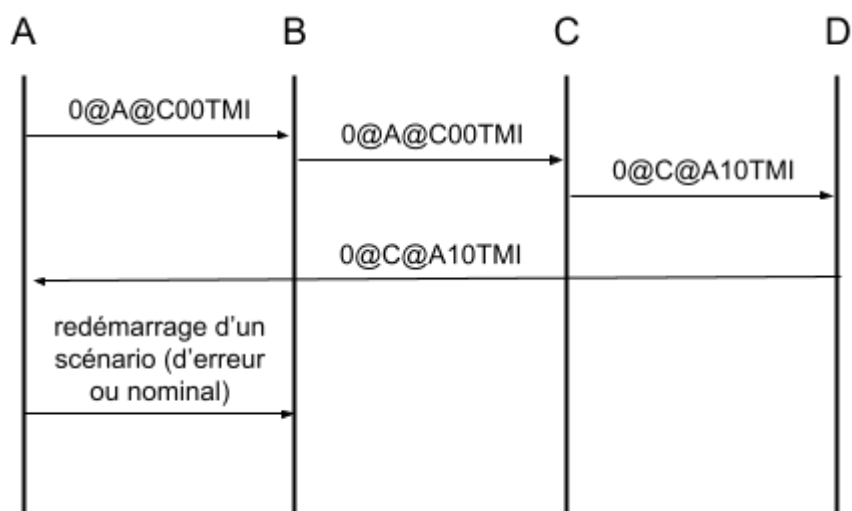 A B C D
0@A@C00TMI
0@A@C00TMI
0@C@A10TMI
0@C@A10TMI
redémarrage d'un
scénario (d'erreur
ou nominal)